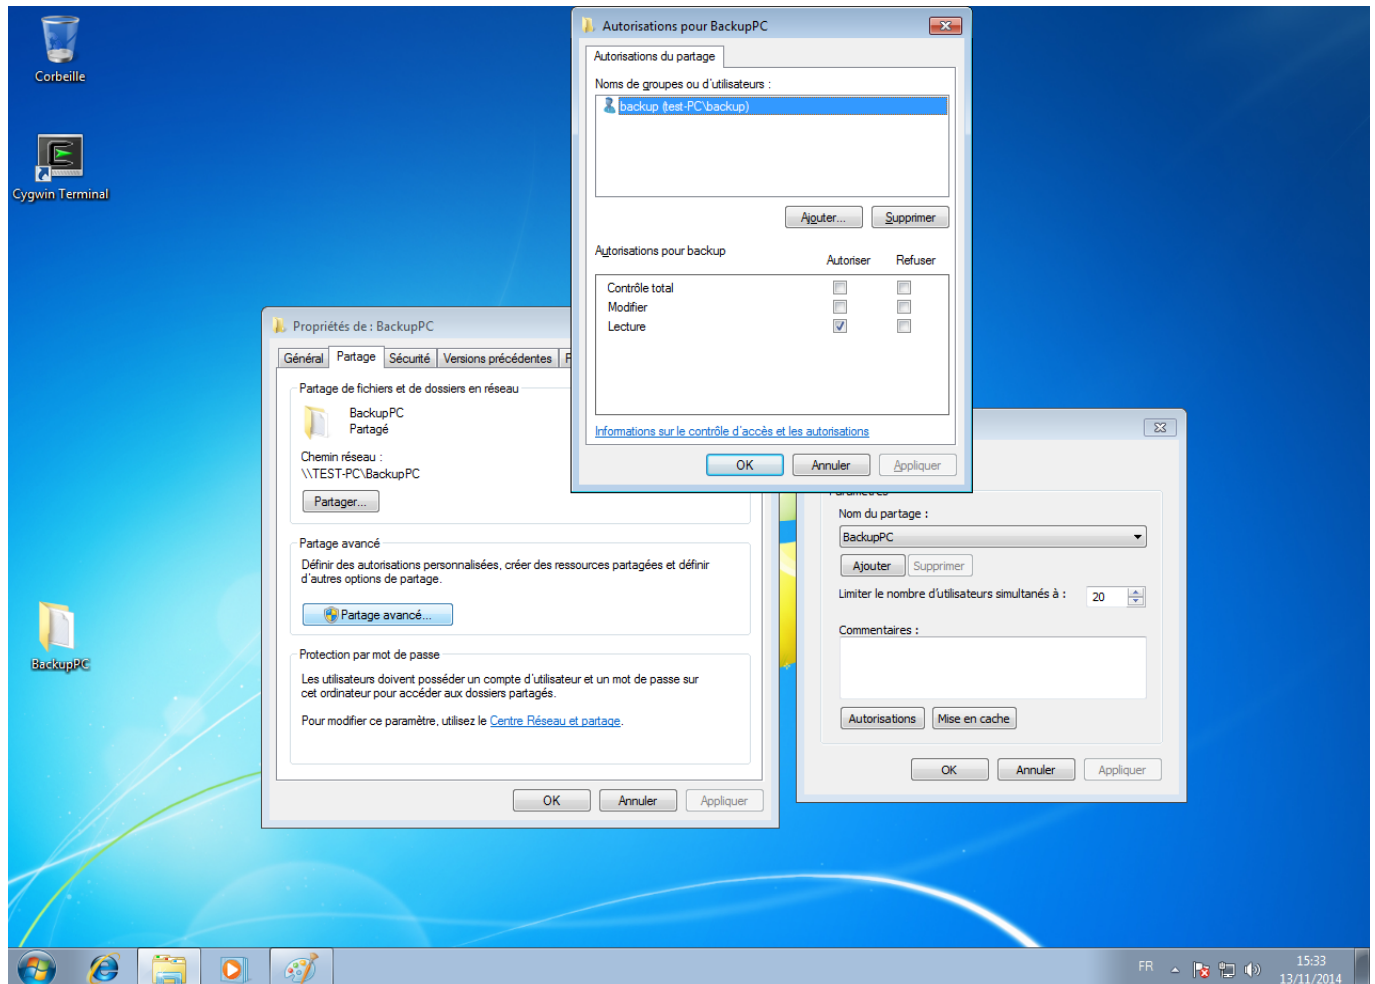 Corbeille
Cygwin Terminal
BackupPC
Autorisations pour BackupPC
Autorisations du partage
Noms de groupes ou d'utilisateurs :
backup (test-PC\backup)
Ajouter...
Supprimer
Autorisations pour backup
Autoriser
Refuser
Contrôle total
Modifier
Lecture
Informations sur le contrôle d'accès et les autorisations
OK
Annuler
Appliquer
Propriétés de : BackupPC
Général
Partage
Sécurité
Versions précédentes
Partage de fichiers et de dossiers en réseau
BackupPC
Partagé
Chemin réseau :
\\TEST-PC\BackupPC
Partager...
Partage avancé
Définir des autorisations personnalisées, créer des ressources partagées et définir
d'autres options de partage.
Partage avancé...
Protection par mot de passe
Les utilisateurs doivent posséder un compte d'utilisateur et un mot de passe sur
cet ordinateur pour accéder aux dossiers partagés.
Pour modifier ce paramètre, utilisez le Centre Réseau et partage.
OK
Annuler
Appliquer
Paramètres
Nom du partage :
BackupPC
Ajouter
Supprimer
Limiter le nombre d'utilisateurs simultanés à :
20
Commentaires :
Autorisations
Mise en cache
OK
Annuler
Appliquer
FR
15:33
13/11/2014